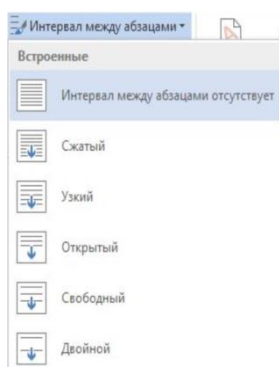 Интервал между абзацами
Встроенные
Интервал между абзацами отсутствует
Сжатый
Узкий
Открытый
Свободный
Двойной